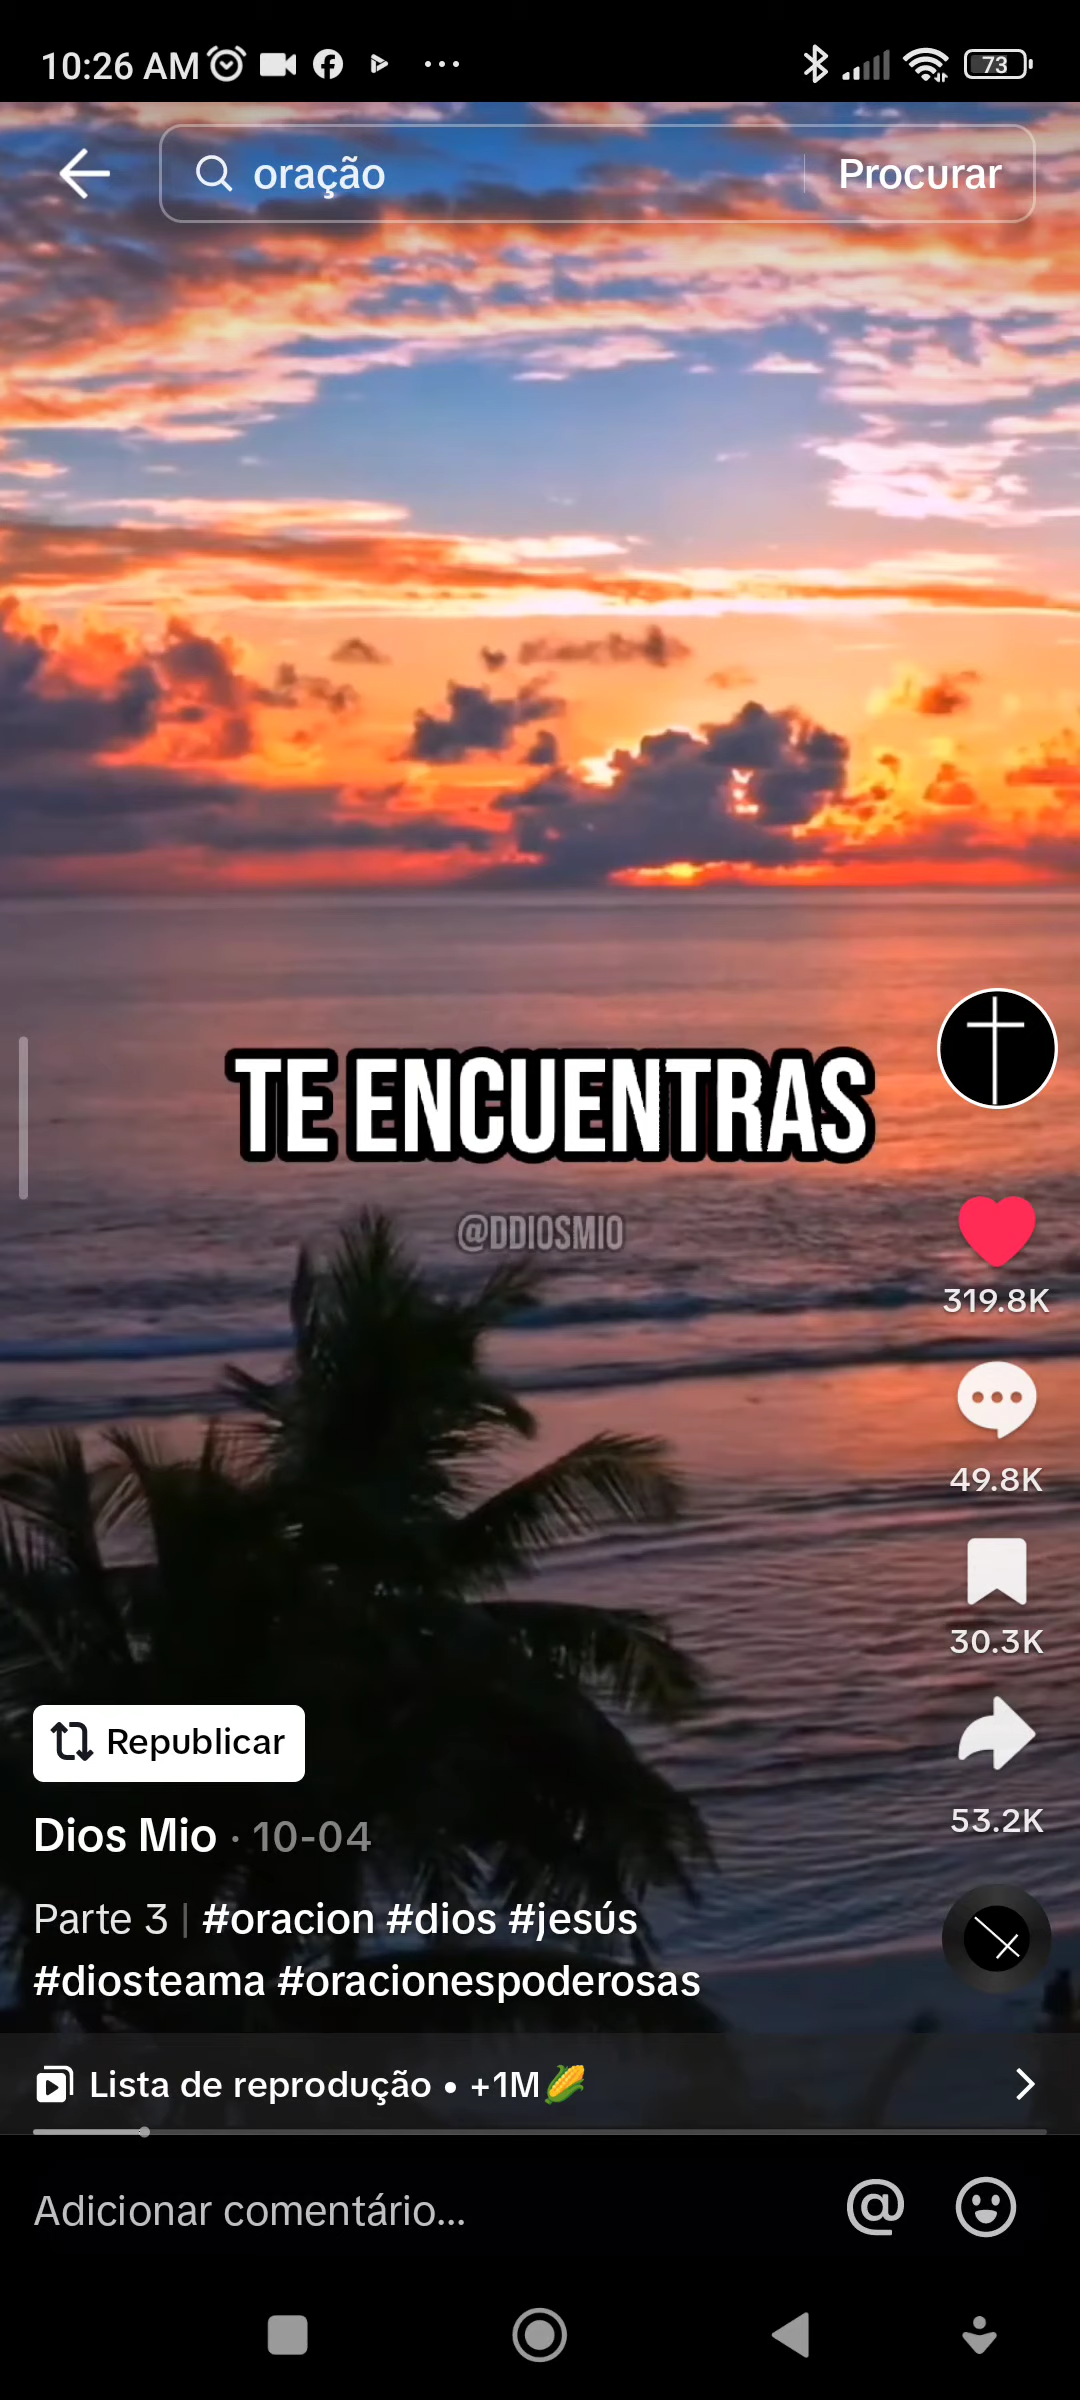 10:26 AM
73
oração
Procurar
TE ENCUENTRAS
@DDIOSMIO
319.8K
49.8K
30.3K
53.2K
Republicar
Dios Mio · 10-04
Parte 3 | #oracion #dios #jesús
#diosteama #oracionespoderosas
Lista de reprodução • +1M🌽
Adicionar comentário...